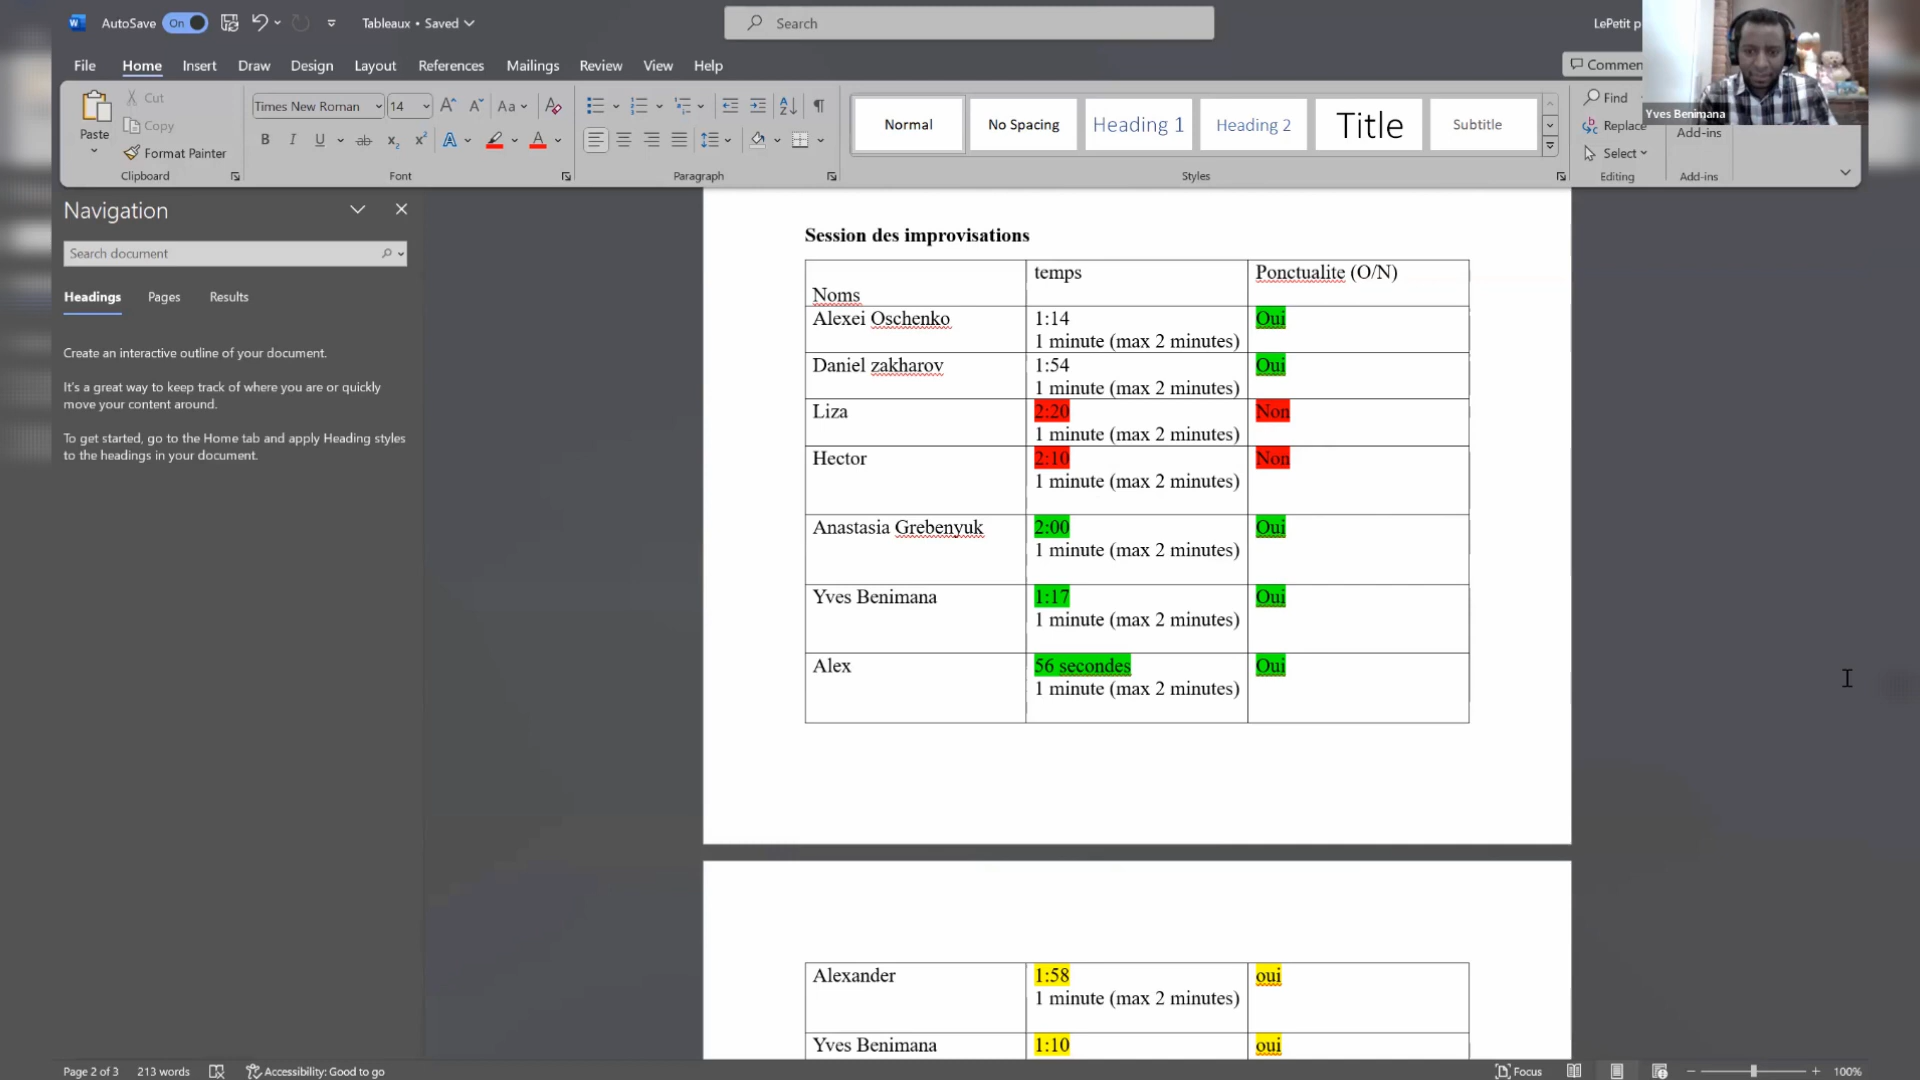 AutoSave On Tableaux • Saved Search LePetit p
File Home Insert Draw Design Layout References Mailings Review View Help Commen
Paste Cut Copy Format Painter Clipboard
Times New Roman 14 Font
Paragraph
Normal No Spacing Heading 1 Heading 2 Title Subtitle Styles
Find Replace Select Editing
Add-ins Add-ins
Yves Benimana
Navigation
Search document
Headings Pages Results
Create an interactive outline of your document.
It's a great way to keep track of where you are or quickly
move your content around.
To get started, go to the Home tab and apply Heading styles
to the headings in your document.
Session des improvisations
Noms temps Ponctualite (O/N)
Alexei Oschenko 1:14 Oui
1 minute (max 2 minutes)
Daniel zakharov 1:54 Oui
1 minute (max 2 minutes)
Liza 2:20 Non
1 minute (max 2 minutes)
Hector 2:10 Non
1 minute (max 2 minutes)
Anastasia Grebenyuk 2:00 Oui
1 minute (max 2 minutes)
Yves Benimana 1:17 Oui
1 minute (max 2 minutes)
Alex 56 secondes Oui
1 minute (max 2 minutes)
Alexander 1:58 oui
1 minute (max 2 minutes)
Yves Benimana 1:10 oui
Page 2 of 3 213 words Accessibility: Good to go Focus 100%